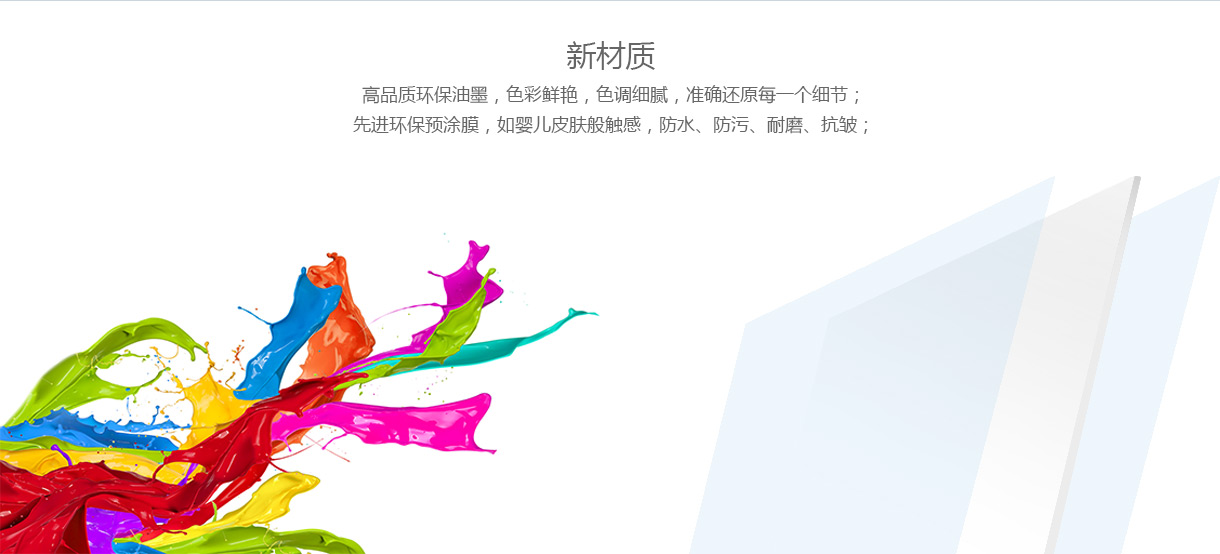 新材质
高品质环保油墨，色彩鲜艳，色调细腻，准确还原每一个细节；
先进环保预涂膜，如婴儿皮肤般触感，防水、防污、耐磨、抗皱；